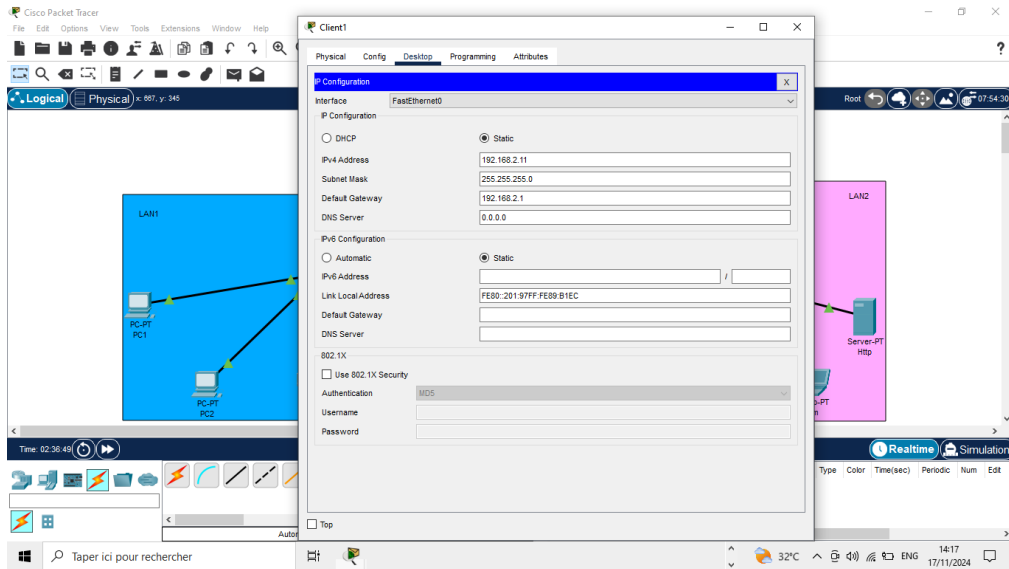 Cisco Packet Tracer
File Edit Options View Tools Extensions Window Help
Logical
Physical
x: 667, y: 345
Root
07:54:30
LAN1
PC-PT
PC1
PC-PT
PC2
Client1
Physical Config Desktop Programming Attributes
IP Configuration
X
Interface FastEthernet0
IP Configuration
DHCP Static
IPv4 Address 192.168.2.11
Subnet Mask 255.255.255.0
Default Gateway 192.168.2.1
DNS Server 0.0.0.0
IPv6 Configuration
Automatic Static
IPv6 Address /
Link Local Address FE80::201:97FF:FE89:B1EC
Default Gateway
DNS Server
802.1X
Use 802.1X Security
Authentication MD5
Username
Password
Top
LAN2
Server-PT
Http
Time: 02:36:49
Realtime
Simulation
Type Color Time(sec) Periodic Num Edit
Taper ici pour rechercher
32°C
ENG
14:17
17/11/2024